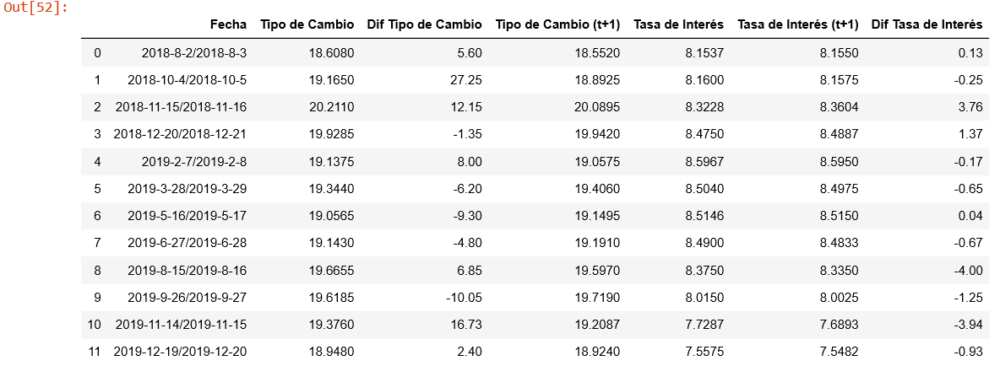 Out[52]:
Fecha Tipo de Cambio Dif Tipo de Cambio Tipo de Cambio (t+1) Tasa de Interés Tasa de Interés (t+1) Dif Tasa de Interés
0 2018-8-2/2018-8-3 18.6080 5.60 18.5520 8.1537 8.1550 0.13
1 2018-10-4/2018-10-5 19.1650 27.25 18.8925 8.1600 8.1575 -0.25
2 2018-11-15/2018-11-16 20.2110 12.15 20.0895 8.3228 8.3604 3.76
3 2018-12-20/2018-12-21 19.9285 -1.35 19.9420 8.4750 8.4887 1.37
4 2019-2-7/2019-2-8 19.1375 8.00 19.0575 8.5967 8.5950 -0.17
5 2019-3-28/2019-3-29 19.3440 -6.20 19.4060 8.5040 8.4975 -0.65
6 2019-5-16/2019-5-17 19.0565 -9.30 19.1495 8.5146 8.5150 0.04
7 2019-6-27/2019-6-28 19.1430 -4.80 19.1910 8.4900 8.4833 -0.67
8 2019-8-15/2019-8-16 19.6655 6.85 19.5970 8.3750 8.3350 -4.00
9 2019-9-26/2019-9-27 19.6185 -10.05 19.7190 8.0150 8.0025 -1.25
10 2019-11-14/2019-11-15 19.3760 16.73 19.2087 7.7287 7.6893 -3.94
11 2019-12-19/2019-12-20 18.9480 2.40 18.9240 7.5575 7.5482 -0.93